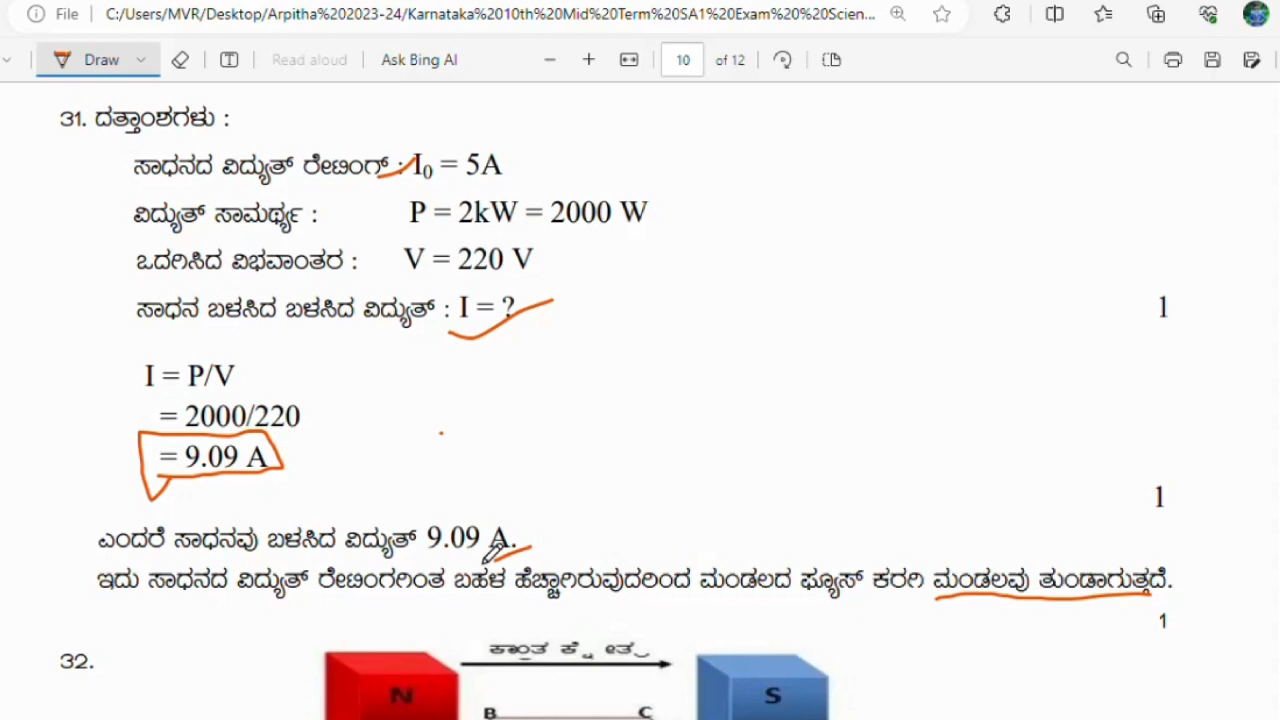 File
C:/Users/MVR/Desktop/Arpitha%202023-24/Karnataka%2010th%20Mid%20Term%20SA1%20Exam%20%20Scien...
Draw
Read aloud
Ask Bing AI
10 of 12
31. ದತ್ತಾಂಶಗಳು :
ಸಾಧನದ ವಿದ್ಯುತ್ ರೇಟಿಂಗ್ : I₀ = 5A
ವಿದ್ಯುತ್ ಸಾಮರ್ಥ್ಯ : P = 2kW = 2000 W
ಒದಗಿಸಿದ ವಿಭವಾಂತರ : V = 220 V
ಸಾಧನ ಬಳಸಿದ ಬಳಸಿದ ವಿದ್ಯುತ್ : I = ? 1
I = P/V
= 2000/220
= 9.09 A
1
ಎಂದರೆ ಸಾಧನವು ಬಳಸಿದ ವಿದ್ಯುತ್ 9.09 A.
ಇದು ಸಾಧನದ ವಿದ್ಯುತ್ ರೇಟಿಂಗಗಿಂತ ಬಹಳ ಹೆಚ್ಚಾಗಿರುವುದರಿಂದ ಮಂಡಲದ ಫ್ಯೂಸ್ ಕರಗಿ ಮಂಡಲವು ತುಂಡಾಗುತ್ತದೆ.
1
32.
ಕಾಂತ ಕ್ಷೇತ್ರ
N
S
B C